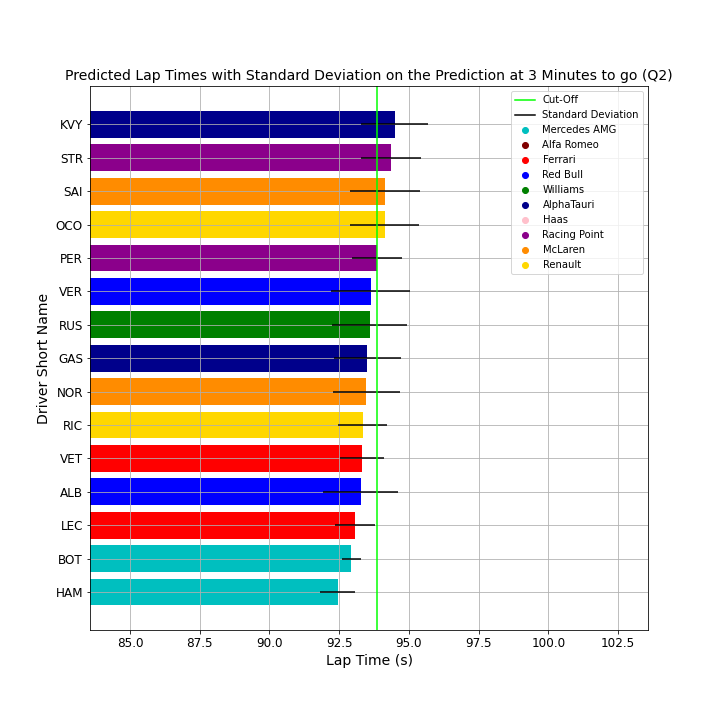 Predicted Lap Times with Standard Deviation on the Prediction at 3 Minutes to go (Q2)
Cut-Off
Standard Deviation
Mercedes AMG
Alfa Romeo
Ferrari
Red Bull
Williams
AlphaTauri
Haas
Racing Point
McLaren
Renault
Driver Short Name
KVY
STR
SAI
OCO
PER
VER
RUS
GAS
NOR
RIC
VET
ALB
LEC
BOT
HAM
85.0 87.5 90.0 92.5 95.0 97.5 100.0 102.5
Lap Time (s)